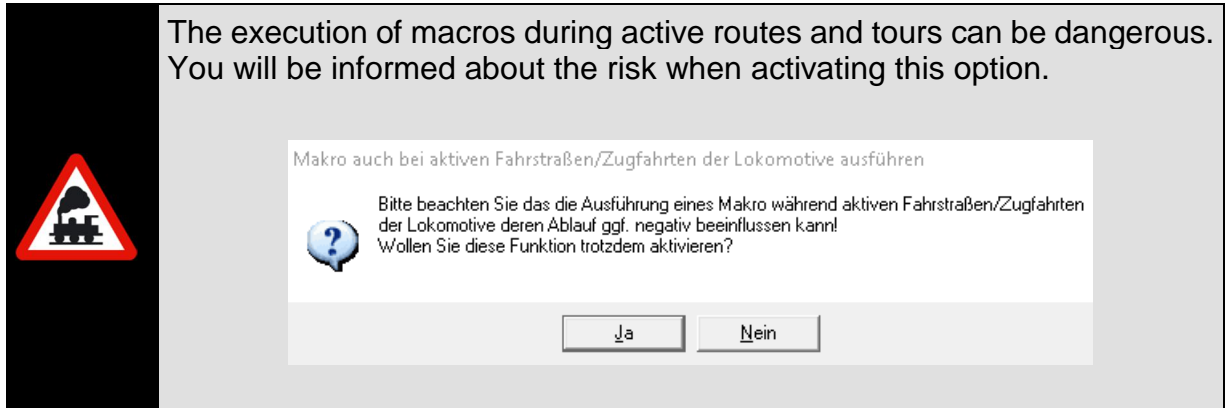 The execution of macros during active routes and tours can be dangerous.
You will be informed about the risk when activating this option.
Makro auch bei aktiven Fahrstraßen/Zugfahrten der Lokomotive ausführen
Bitte beachten Sie das die Ausführung eines Makro während aktiven Fahrstraßen/Zugfahrten
der Lokomotive deren Ablauf ggf. negativ beeinflussen kann!
Wollen Sie diese Funktion trotzdem aktivieren?
Ja
Nein